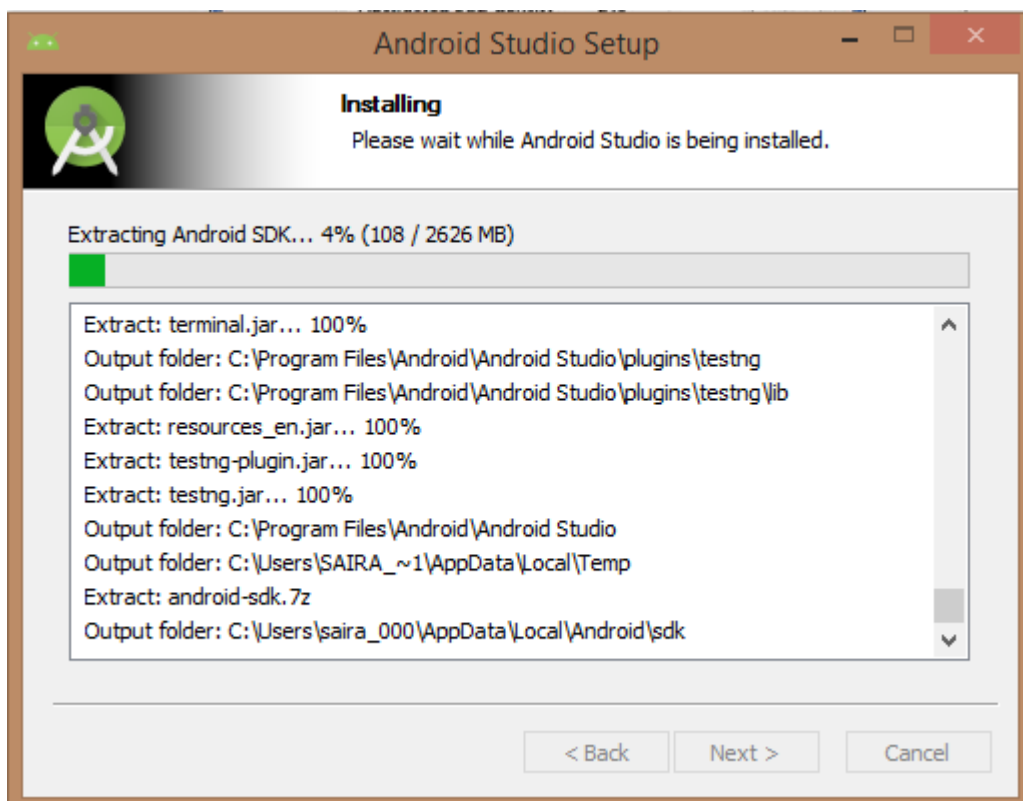 Android Studio Setup
Installing
Please wait while Android Studio is being installed.
Extracting Android SDK... 4% (108 / 2626 MB)
Extract: terminal.jar... 100%
Output folder: C:\Program Files\Android\Android Studio\plugins\testng
Output folder: C:\Program Files\Android\Android Studio\plugins\testng\lib
Extract: resources_en.jar... 100%
Extract: testng-plugin.jar... 100%
Extract: testng.jar... 100%
Output folder: C:\Program Files\Android\Android Studio
Output folder: C:\Users\SAIRA_~1\AppData\Local\Temp
Extract: android-sdk.7z
Output folder: C:\Users\saira_000\AppData\Local\Android\sdk
< Back
Next >
Cancel